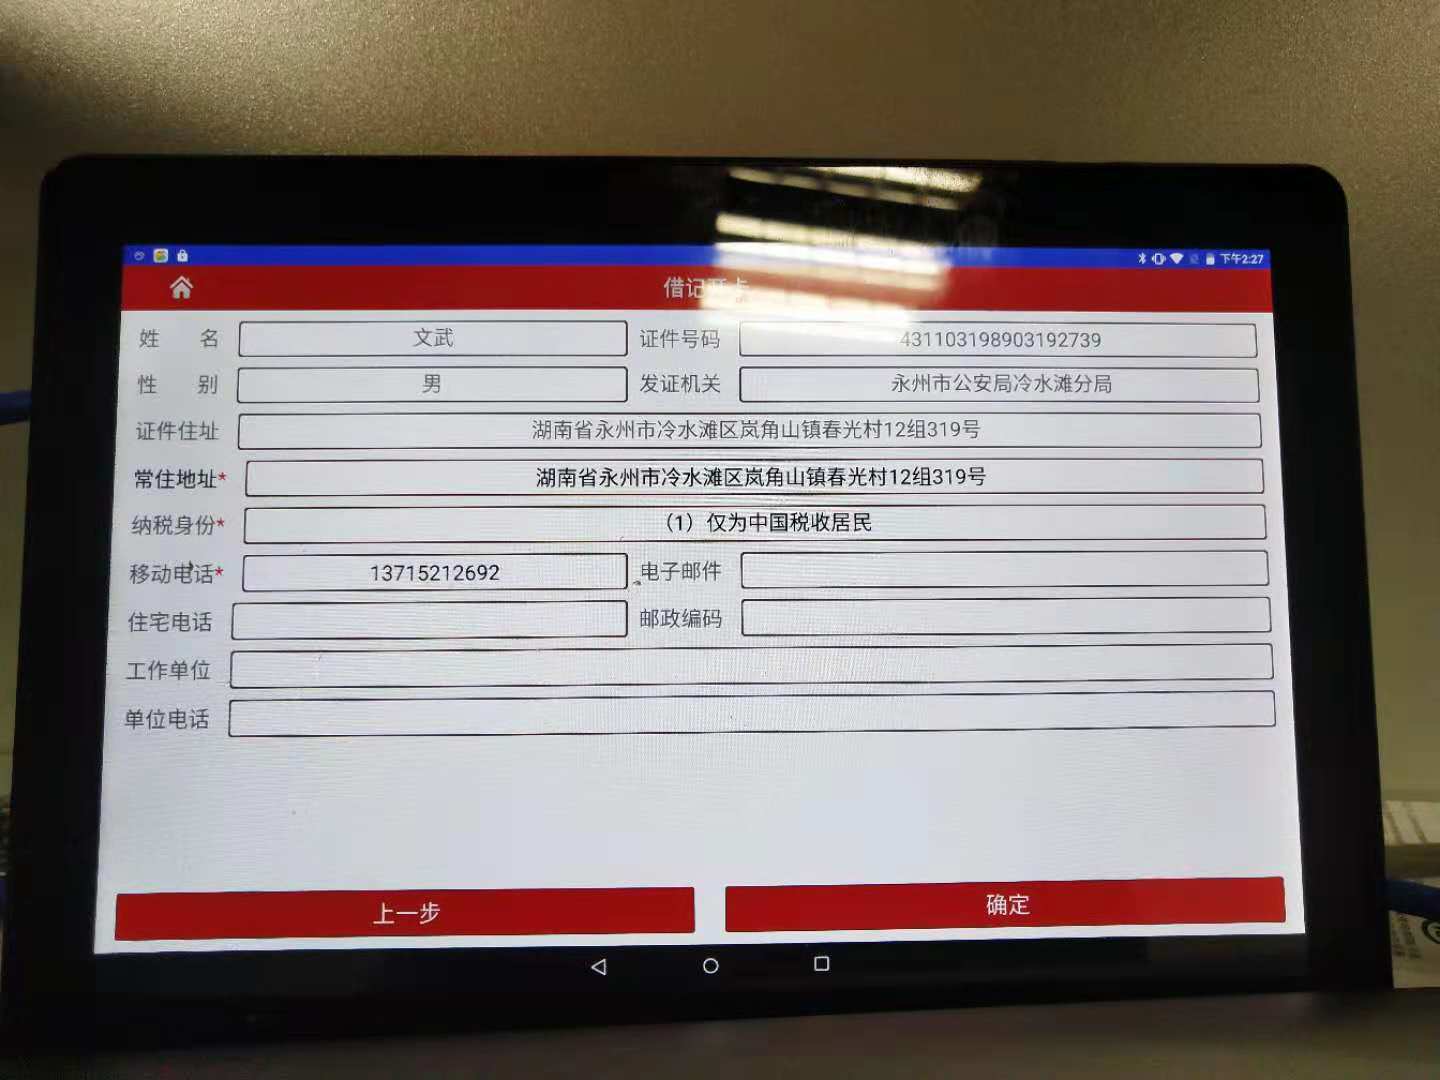 下午2:27
借记开卡
姓 名 文武 证件号码 431103198903192739
性 别 男 发证机关 永州市公安局冷水滩分局
证件住址 湖南省永州市冷水滩区岚角山镇春光村12组319号
常住地址* 湖南省永州市冷水滩区岚角山镇春光村12组319号
纳税身份* （1）仅为中国税收居民
移动电话* 13715212692 电子邮件
住宅电话 邮政编码
工作单位
单位电话
上一步 确定